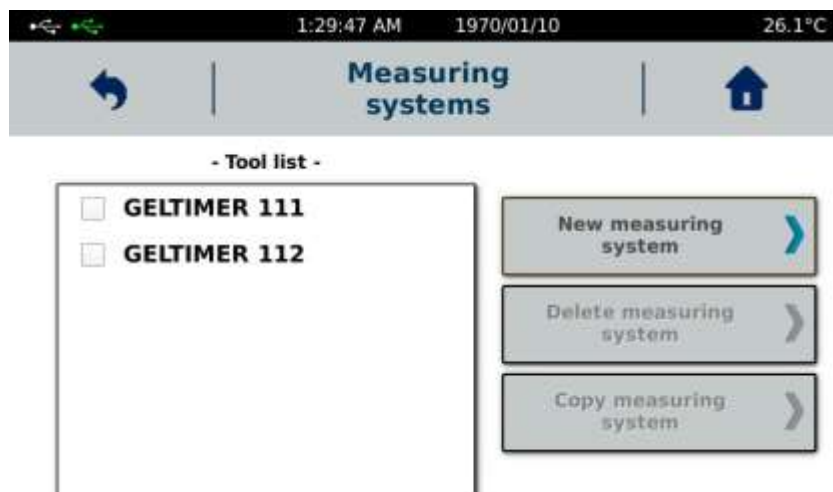 1:29:47 AM 1970/01/10 26.1°C
Measuring
systems
- Tool list -
GELTIMER 111
GELTIMER 112
New measuring
system
Delete measuring
system
Copy measuring
system